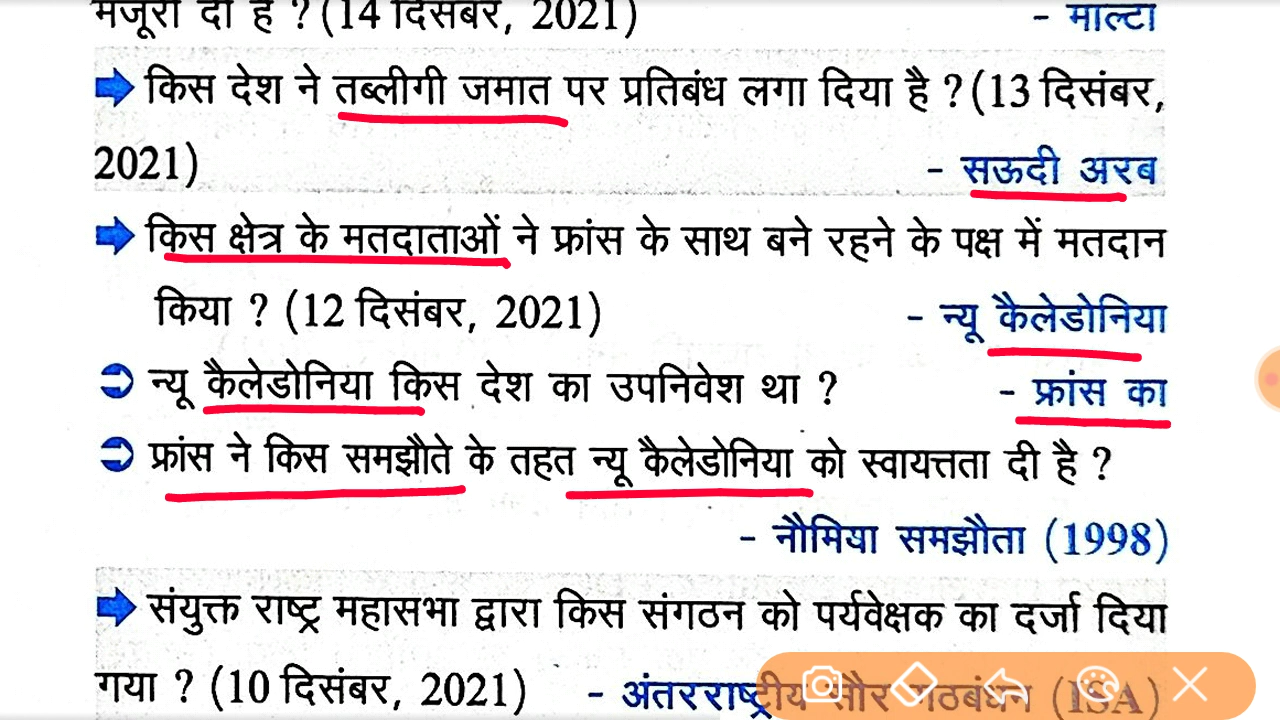 मंजूरी दी है ? (14 दिसंबर, 2021) - माल्टा
किस देश ने तब्लीगी जमात पर प्रतिबंध लगा दिया है ? (13 दिसंबर,
2021) - सऊदी अरब
किस क्षेत्र के मतदाताओं ने फ्रांस के साथ बने रहने के पक्ष में मतदान
किया ? (12 दिसंबर, 2021) - न्यू कैलेडोनिया
न्यू कैलेडोनिया किस देश का उपनिवेश था ? - फ्रांस का
फ्रांस ने किस समझौते के तहत न्यू कैलेडोनिया को स्वायत्तता दी है ?
- नौमिया समझौता (1998)
संयुक्त राष्ट्र महासभा द्वारा किस संगठन को पर्यवेक्षक का दर्जा दिया
गया ? (10 दिसंबर, 2021) - अंतरराष्ट्रीय सौर गठबंधन (ISA)